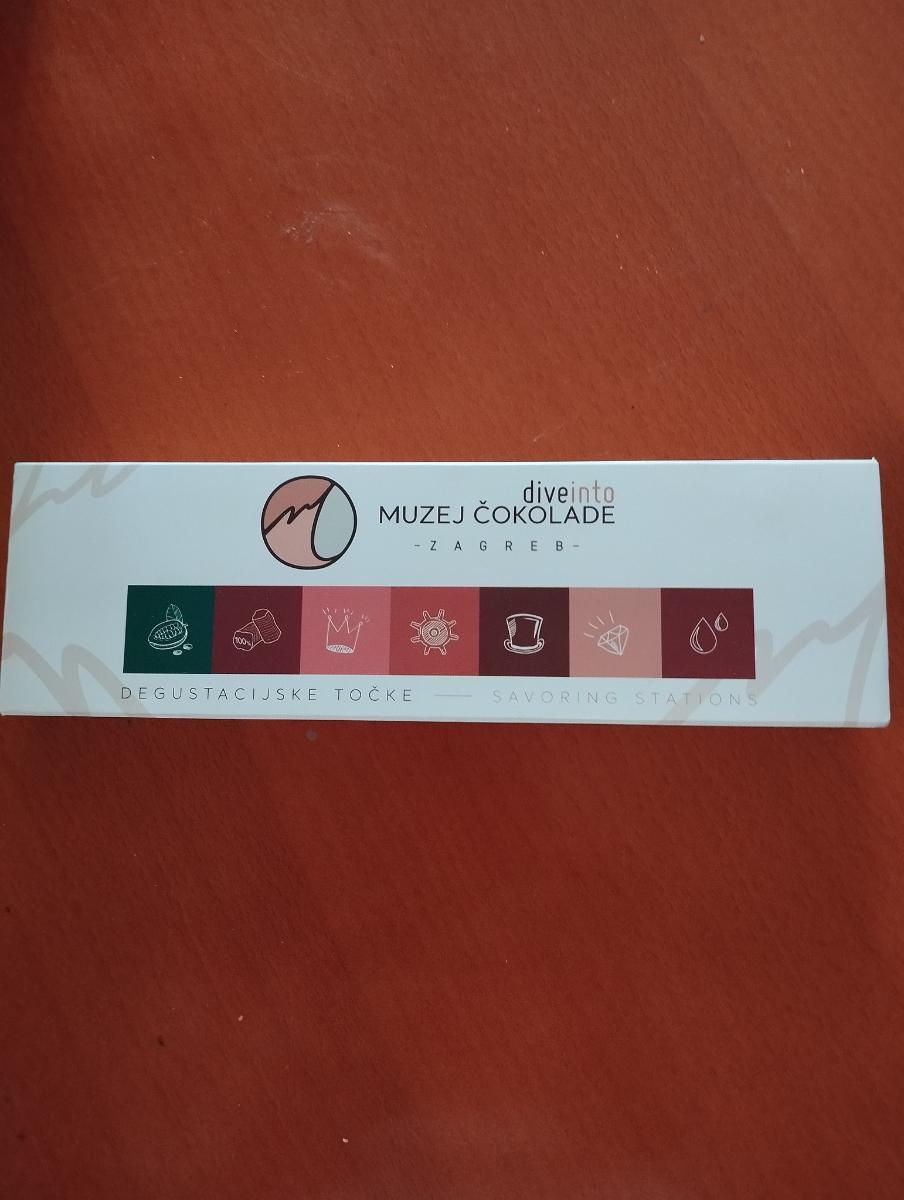 diveinto
MUZEJ ČOKOLADE
-ZAGREB-
100%
DEGUSTACIJSKE TOČKE — SAVORING STATIONS